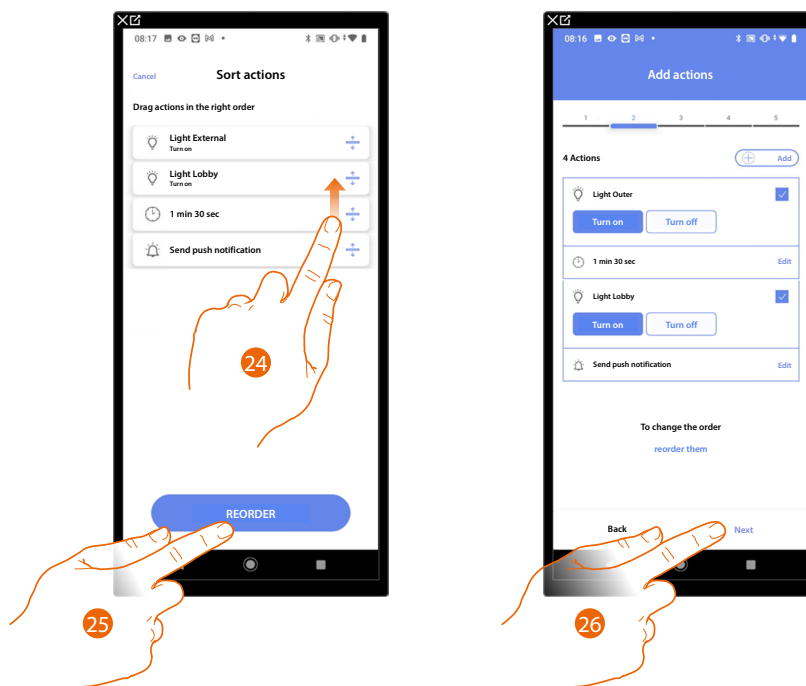 08:17
Cancel
Sort actions
Drag actions in the right order
Light External
Turn on
Light Lobby
Turn on
1 min 30 sec
Send push notification
24
REORDER
25
08:16
Add actions
1 2 3 4 5
4 Actions
Add
Light Outer
Turn on Turn off
1 min 30 sec Edit
Light Lobby
Turn on Turn off
Send push notification Edit
To change the order
reorder them
Back Next
26